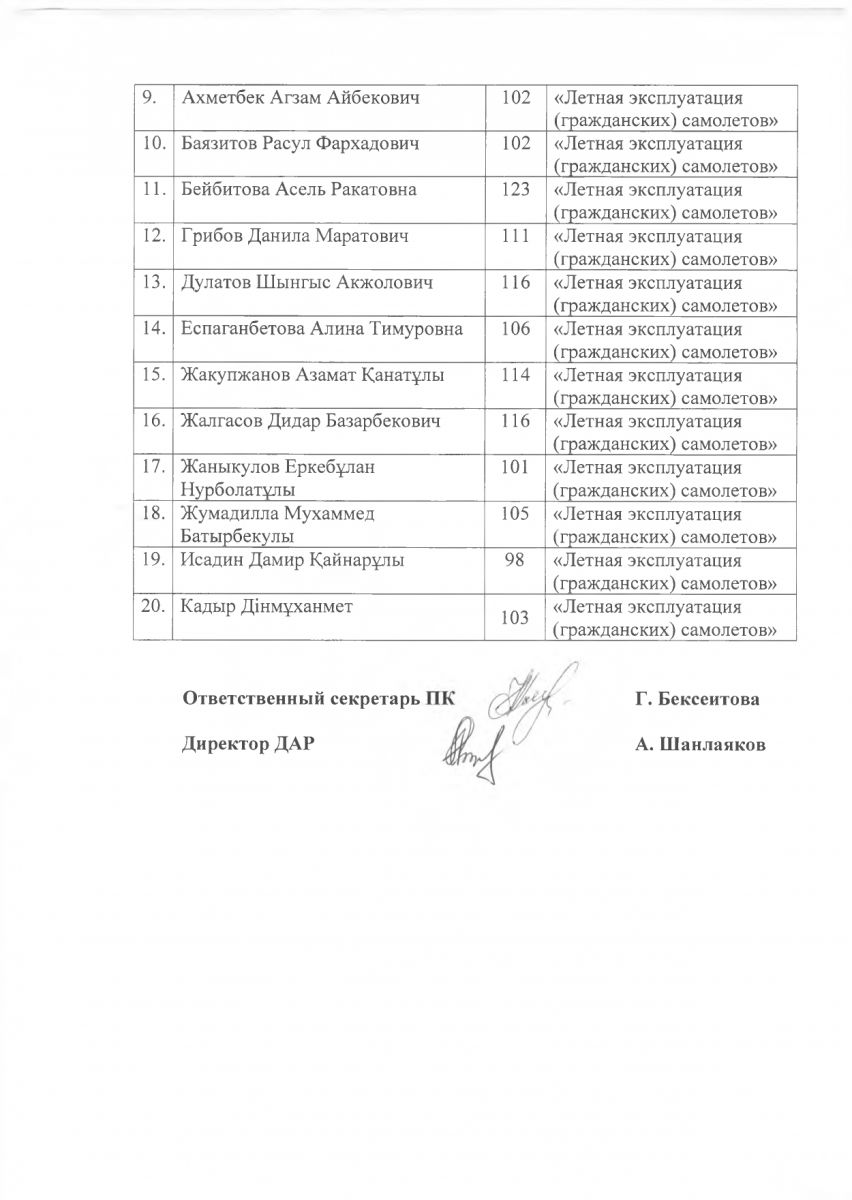 9. Ахметбек Агзам Айбекович 102 «Летная эксплуатация
(гражданских) самолетов»
10. Баязитов Расул Фархадович 102 «Летная эксплуатация
(гражданских) самолетов»
11. Бейбитова Асель Ракатовна 123 «Летная эксплуатация
(гражданских) самолетов»
12. Грибов Данила Маратович 111 «Летная эксплуатация
(гражданских) самолетов»
13. Дулатов Шынгыс Акжолович 116 «Летная эксплуатация
(гражданских) самолетов»
14. Еспаганбетова Алина Тимуровна 106 «Летная эксплуатация
(гражданских) самолетов»
15. Жакупжанов Азамат Қанатұлы 114 «Летная эксплуатация
(гражданских) самолетов»
16. Жалгасов Дидар Базарбекович 116 «Летная эксплуатация
(гражданских) самолетов»
17. Жаныкулов Еркебұлан 101 «Летная эксплуатация
Нурболатұлы (гражданских) самолетов»
18. Жумадилла Мухаммед 105 «Летная эксплуатация
Батырбекулы (гражданских) самолетов»
19. Исадин Дамир Қайнарұлы 98 «Летная эксплуатация
(гражданских) самолетов»
20. Кадыр Дінмұханмет 103 «Летная эксплуатация
(гражданских) самолетов»
Ответственный секретарь ПК Г. Бексеитова
Директор ДАР А. Шанлаяков